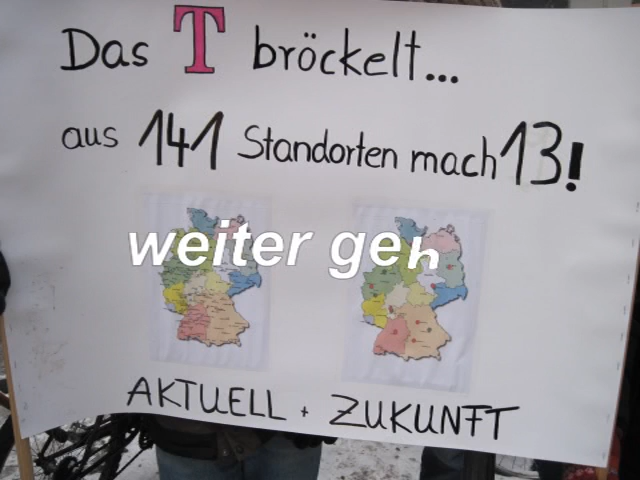 Das T bröckelt...
aus 141 Standorten mach 13!
weiter geh
AKTUELL + ZUKUNFT